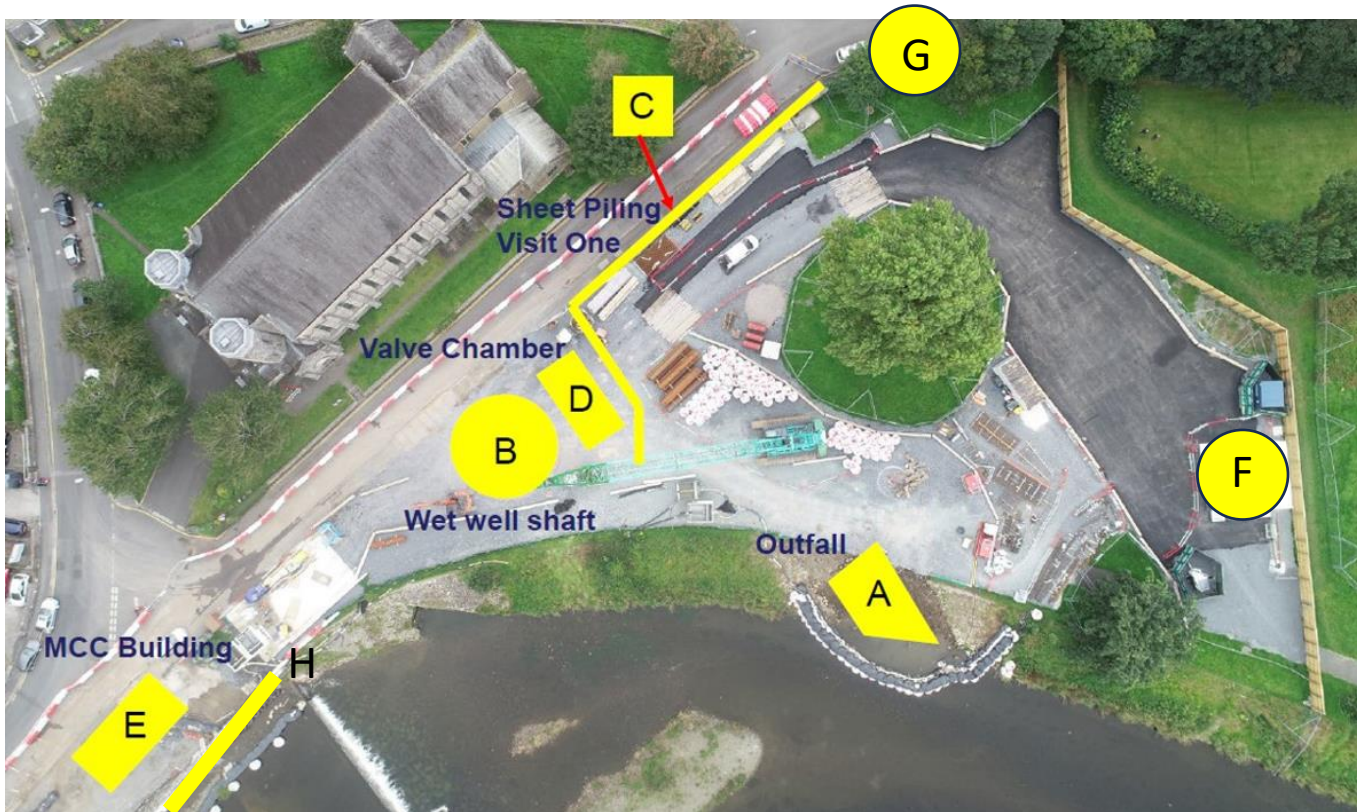 G
C
Sheet Piling
Visit One
Valve Chamber
D
B
F
Wet well shaft
Outfall
A
MCC Building
H
E